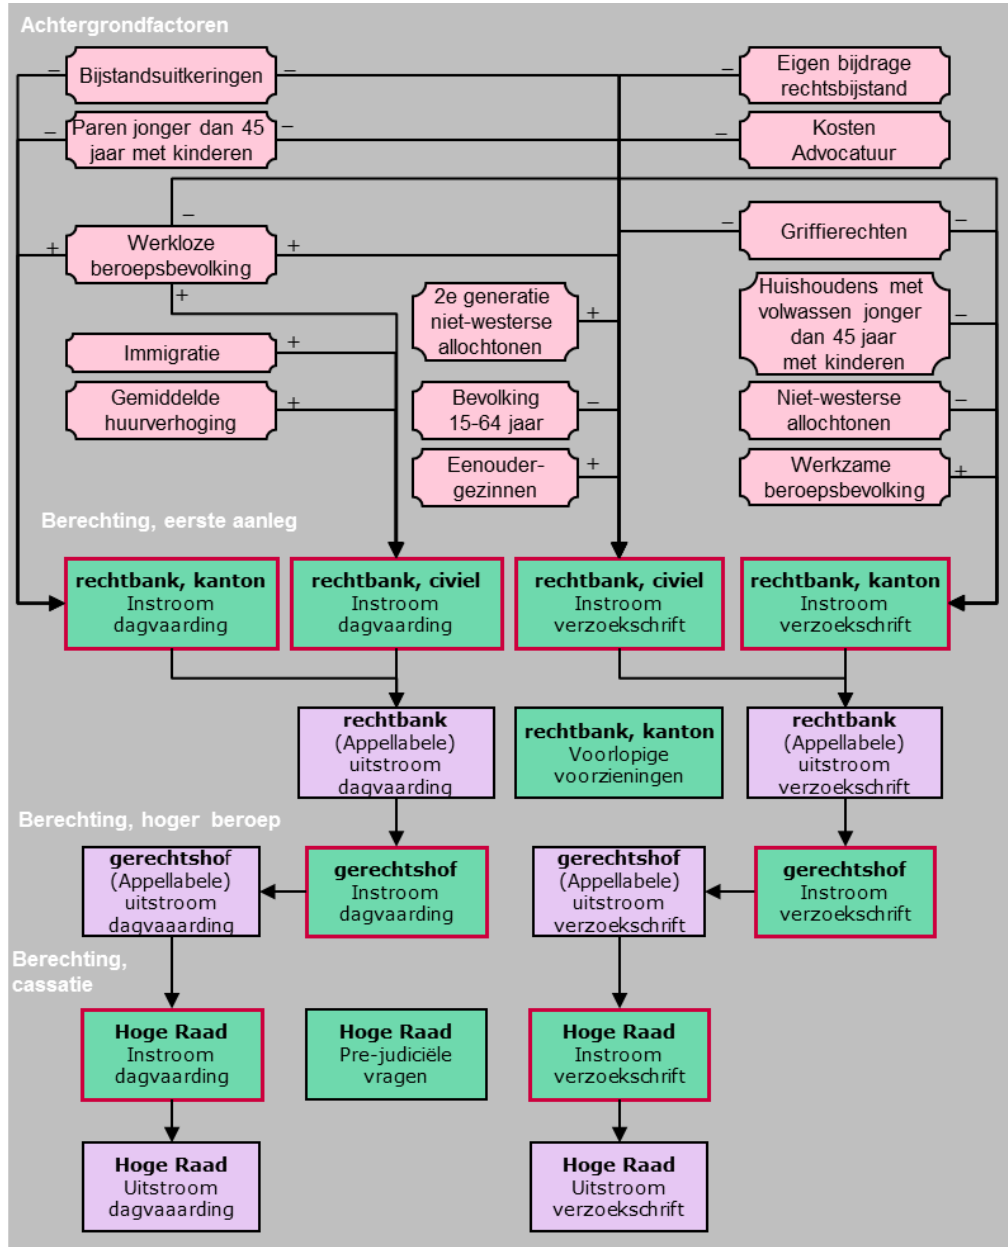 Achtergrondfactoren
− Bijstandsuitkeringen −
− Eigen bijdrage
rechtsbijstand
− Paren jonger dan 45
jaar met kinderen −
− Kosten
Advocatuur
−
+ Werkloze
beroepsbevolking +
+
− Griffierechten −
2e generatie
niet-westerse
allochtonen +
Huishoudens met
volwassen jonger
dan 45 jaar
met kinderen −
Immigratie +
Gemiddelde
huurverhoging +
Bevolking
15-64 jaar −
Niet-westerse
allochtonen −
Eenouder-
gezinnen +
Werkzame
beroepsbevolking +
Berechting, eerste aanleg
rechtbank, kanton
Instroom
dagvaarding
rechtbank, civiel
Instroom
dagvaarding
rechtbank, civiel
Instroom
verzoekschrift
rechtbank, kanton
Instroom
verzoekschrift
rechtbank
(Appellabele)
uitstroom
dagvaarding
rechtbank, kanton
Voorlopige
voorzieningen
rechtbank
(Appellabele)
uitstroom
verzoekschrift
Berechting, hoger beroep
gerechtshof
(Appellabele)
uitstroom
dagvaaarding
gerechtshof
Instroom
dagvaarding
gerechtshof
(Appellabele)
uitstroom
verzoekschrift
gerechtshof
Instroom
verzoekschrift
Berechting,
cassatie
Hoge Raad
Instroom
dagvaarding
Hoge Raad
Pre-judiciële
vragen
Hoge Raad
Instroom
verzoekschrift
Hoge Raad
Uitstroom
dagvaaarding
Hoge Raad
Uitstroom
verzoekschrift